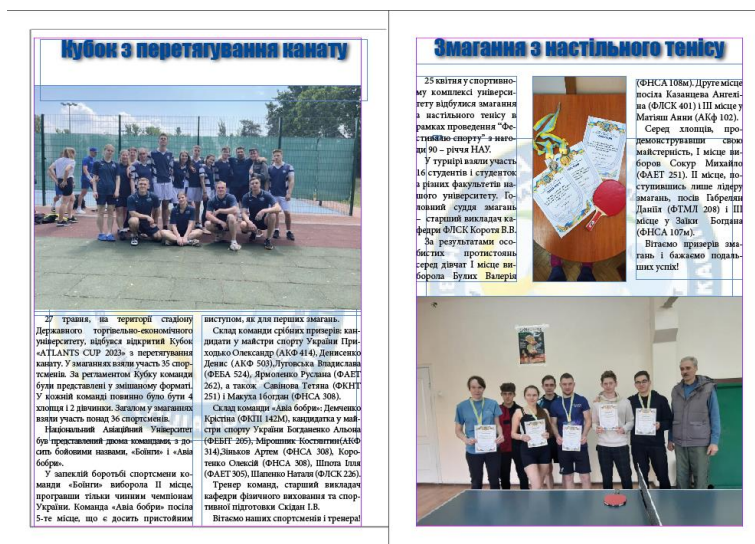 Кубок з перетягування канату
27 травня, на території стадіону
Державного торгівельно-економічного
університету, відбувся відкритий Кубок
«ATLANTS CUP 2023» з перетягування
канату. У змаганнях взяли участь 35 спор-
тсменів. За регламентом Кубку команди
були представлені у змішаному форматі.
У кожній команді повинно було бути 4
хлопця і 2 дівчинки. Загалом у змаганнях
взяли участь понад 36 спортсменів.
Національний Авіаційний Університет
був представлений двома командами, з до-
сить бойовими назвами, «Боїнги» і «Авіа
бобри».
У запеклій боротьбі спортсмени ко-
манди «Боїнги» виборола ІІ місце,
програвши тільки чинним чемпіонам
України. Команда «Авіа бобри» посіла
5-те місце, що є досить пристойним
виступом, як для перших змагань.
Склад команди срібних призерів: кан-
дидати у майстри спорту України При-
ходько Олександр (АКФ 414), Денисенко
Денис (АКФ 503),Луговська Владислава
(ФЕБА 524), Ярмоленко Руслана (ФАЕТ
262), а також Савінова Тетяна (ФКНТ
251) і Макуха Ібогдан (ФНСА 308).
Склад команди «Авіа бобри»: Демченко
Крістіна (ФКПІ 142М), кандидатка у май-
стри спорту України Богданенко Альона
(ФЕБІТ 205), Мірошник Костянтин(АКФ
314),Зіньков Артем (ФНСА 308), Коро-
тенко Олексій (ФНСА 308), Шпота Ілля
(ФАЕТ 305), Шапенко Наталя (ФЛСК 226).
Тренер команд, старший викладач
кафедри фізичного виховання та спор-
тивної підготовки Скідан І.В.
Вітаємо наших спортсменів і тренера!
Змагання з настільного тенісу
25 квітня у спортивно-
му комплексі універси-
тету відбулися змагання
з настільного тенісу в
рамках проведення “Фе-
стивалю спорту” з наго-
ди 90 – річчя НАУ.
У турнірі взяли участь
16 студентів і студенток
з різних факультетів на-
шого університету. Го-
ловний суддя змагань
– старший викладач ка-
федри ФЛСК Коротя В.В.
За результатами осо-
бистих протистоянь
серед дівчат І місце ви-
борола Булих Валерія
(ФНСА 108м). Друге місце
посіла Казанцева Ангелі-
на (ФЛСК 401) і ІІІ місце у
Матіяш Анни (АКф 102).
Серед хлопців, про-
демонструвавши свою
майстерність, І місце ви-
боров Сокур Михайло
(ФАЕТ 251). ІІ місце, по-
ступившись лише лідеру
змагань, посів Габрелян
Данііл (ФТМЛ 208) і ІІІ
місце у Заїки Богдана
(ФНСА 107м).
Вітаємо призерів зма-
гань і бажаємо подаль-
ших успіхі!